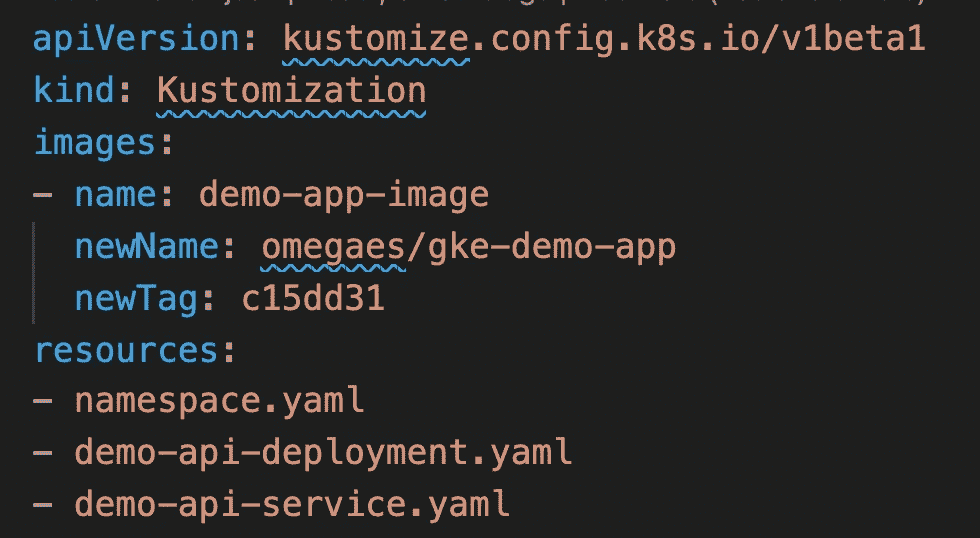 apiVersion: kustomize.config.k8s.io/v1beta1
kind: Kustomization
images:
- name: demo-app-image
  newName: omegaes/gke-demo-app
  newTag: c15dd31
resources:
- namespace.yaml
- demo-api-deployment.yaml
- demo-api-service.yaml